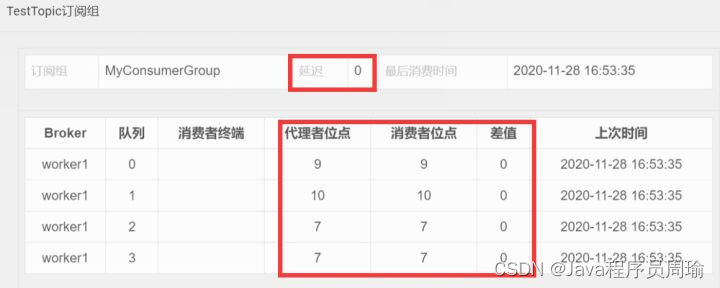 TestTopic订阅组
订阅组 MyConsumerGroup 延迟 0 最后消费时间 2020-11-28 16:53:35
Broker 队列 消费者终端 代理者位点 消费者位点 差值 上次时间
worker1 0 9 9 0 2020-11-28 16:53:35
worker1 1 10 10 0 2020-11-28 16:53:35
worker1 2 7 7 0 2020-11-28 16:53:35
worker1 3 7 7 0 2020-11-28 16:53:35
CSDN @Java程序员周瑜